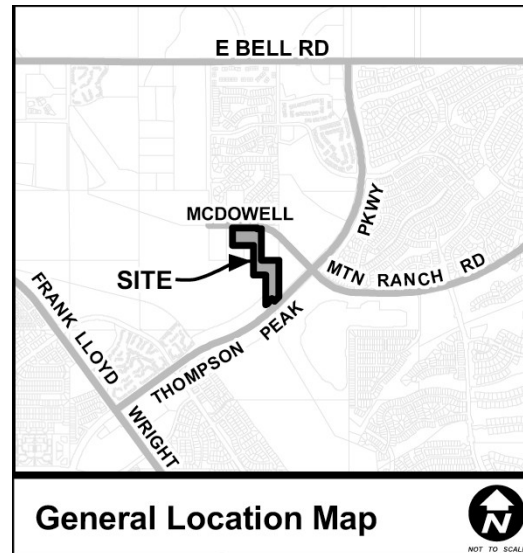 E BELL RD
MCDOWELL
MTN RANCH RD
PKWY
SITE
THOMPSON PEAK
FRANK LLOYD WRIGHT
General Location Map
N
NOT TO SCALE